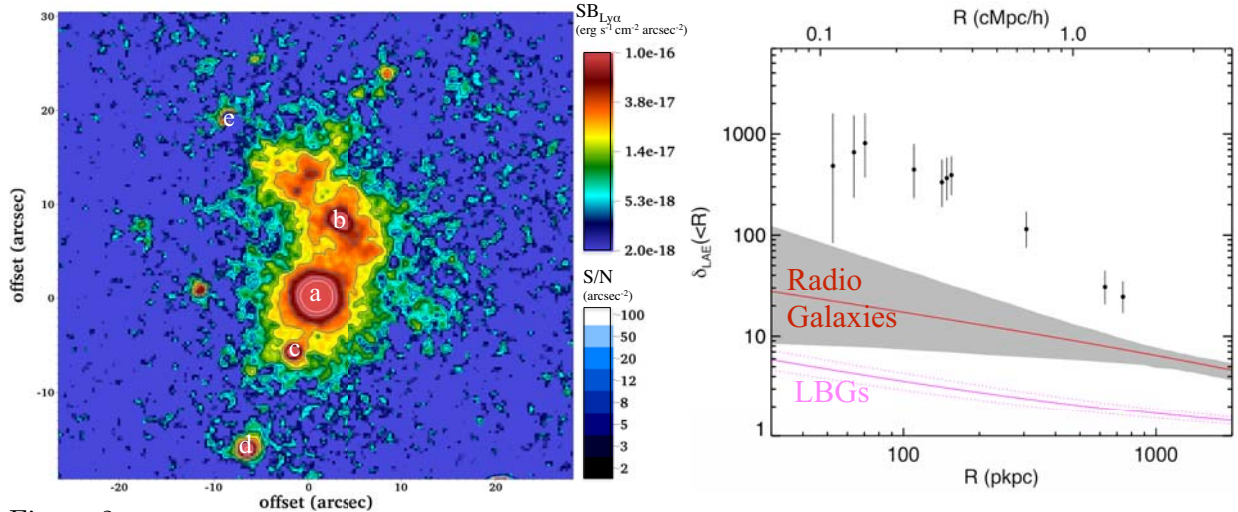 SB_Lyα
(erg s⁻¹ cm⁻² arcsec⁻²)
1.0e-16
3.8e-17
1.4e-17
5.3e-18
2.0e-18
S/N
(arcsec⁻²)
100
50
20
12
8
5
3
2
30
20
10
0
-10
offset (arcsec)
-20
-10
0
10
20
offset (arcsec)
a
b
c
d
e
R (cMpc/h)
0.1
1.0
δ_LAE(<R)
1000
100
10
1
Radio
Galaxies
LBGs
100
1000
R (pkpc)